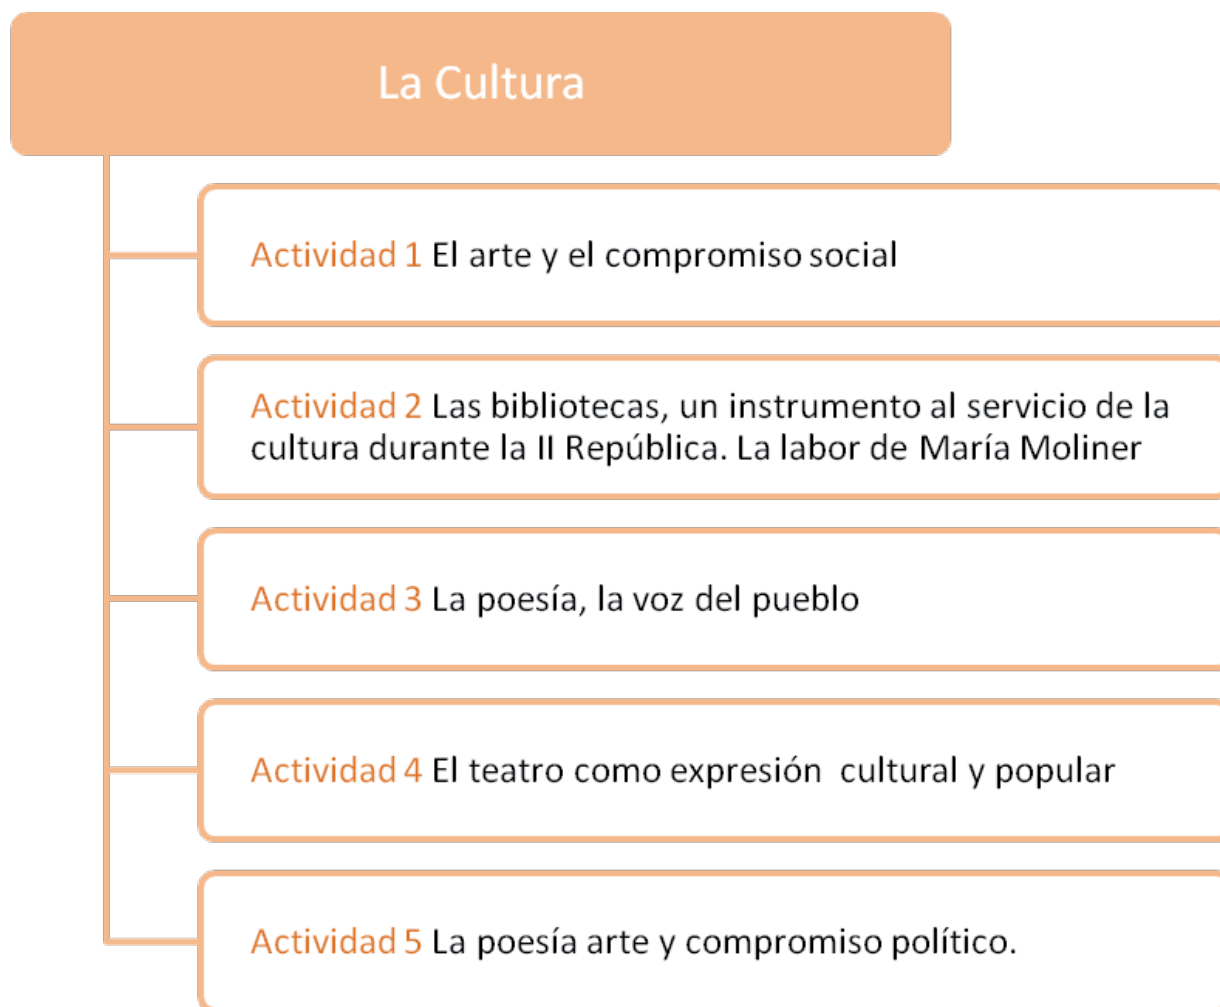 La Cultura
Actividad 1 El arte y el compromiso social
Actividad 2 Las bibliotecas, un instrumento al servicio de la
cultura durante la II República. La labor de María Moliner
Actividad 3 La poesía, la voz del pueblo
Actividad 4 El teatro como expresión  cultural y popular
Actividad 5 La poesía arte y compromiso político.